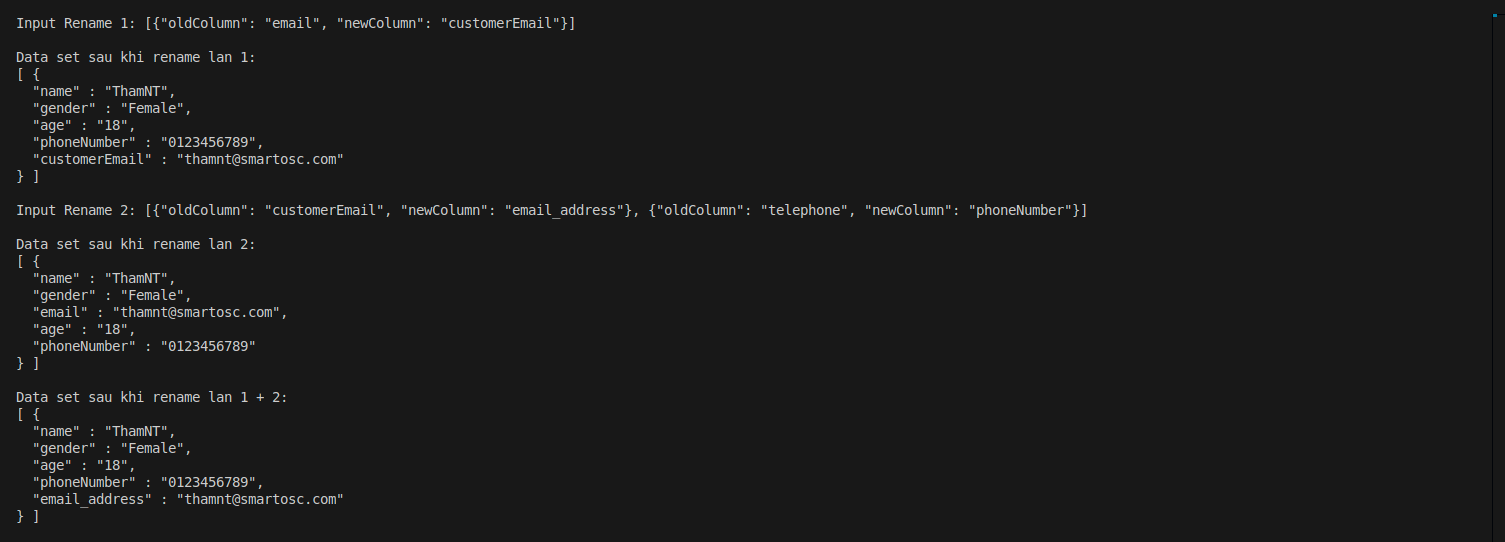 Input Rename 1: [{"oldColumn": "email", "newColumn": "customerEmail"}]
Data set sau khi rename lan 1:
[ {
"name" : "ThamNT",
"gender" : "Female",
"age" : "18",
"phoneNumber" : "0123456789",
"customerEmail" : "thamnt@smartosc.com"
} ]
Input Rename 2: [{"oldColumn": "customerEmail", "newColumn": "email_address"}, {"oldColumn": "telephone", "newColumn": "phoneNumber"}]
Data set sau khi rename lan 2:
[ {
"name" : "ThamNT",
"gender" : "Female",
"email" : "thamnt@smartosc.com",
"age" : "18",
"phoneNumber" : "0123456789"
} ]
Data set sau khi rename lan 1 + 2:
[ {
"name" : "ThamNT",
"gender" : "Female",
"age" : "18",
"phoneNumber" : "0123456789",
"email_address" : "thamnt@smartosc.com"
} ]